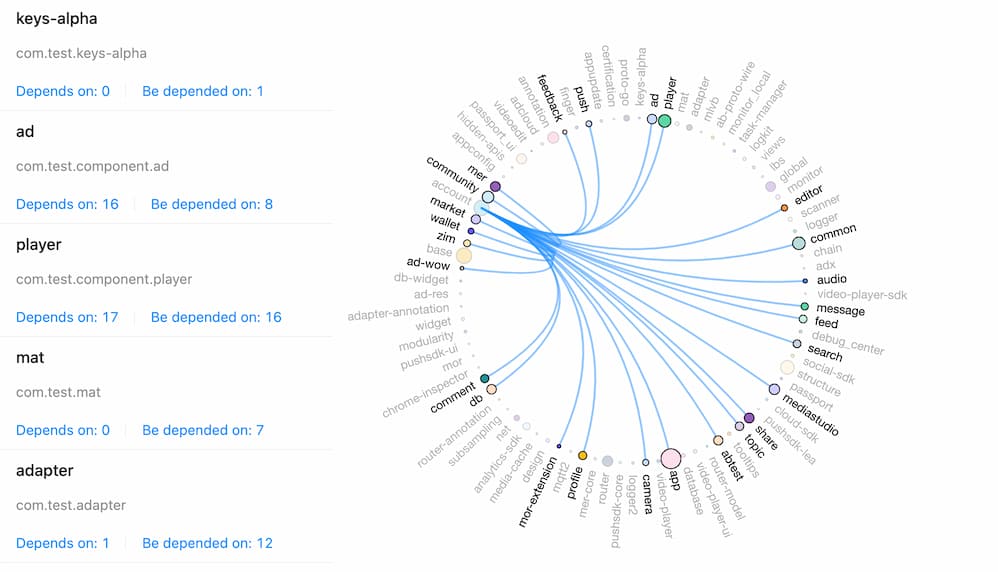 keys-alpha
com.test.keys-alpha
Depends on: 0 Be depended on: 1
ad
com.test.component.ad
Depends on: 16 Be depended on: 8
player
com.test.component.player
Depends on: 17 Be depended on: 16
mat
com.test.mat
Depends on: 0 Be depended on: 7
adapter
com.test.adapter
Depends on: 1 Be depended on: 12
keys-alpha
ad
player
mat
adapter
mlvb
ab-proto-wire
monitor_local
task-manager
logkit
views
lbs
global
monitor
editor
scanner
logger
common
chain
adx
audio
video-player-sdk
message
feed
debug_center
search
social-sdk
structure
passport
mediastudio
cloud-sdk
pushsdk-iea
share
topic
tooltips
abtest
router-model
video-player-ui
database
app
video-player
camera
logger2
pushsdk-core
router
mer-core
profile
mqtt2
mor-extension
design
media-cache
analytics-sdk
net
subsampling
router-annotation
db
comment
chrome-inspector
mor
pushsdk-ui
modularity
widget
adapter-annotation
ad-res
db-widget
ad-wow
base
zim
wallet
market
account
community
mer
appconfig
hidden-apis
passport_ui
videoedit
adcloud
annotation
feedback
finger
push
appupdate
certification
og-os
proto